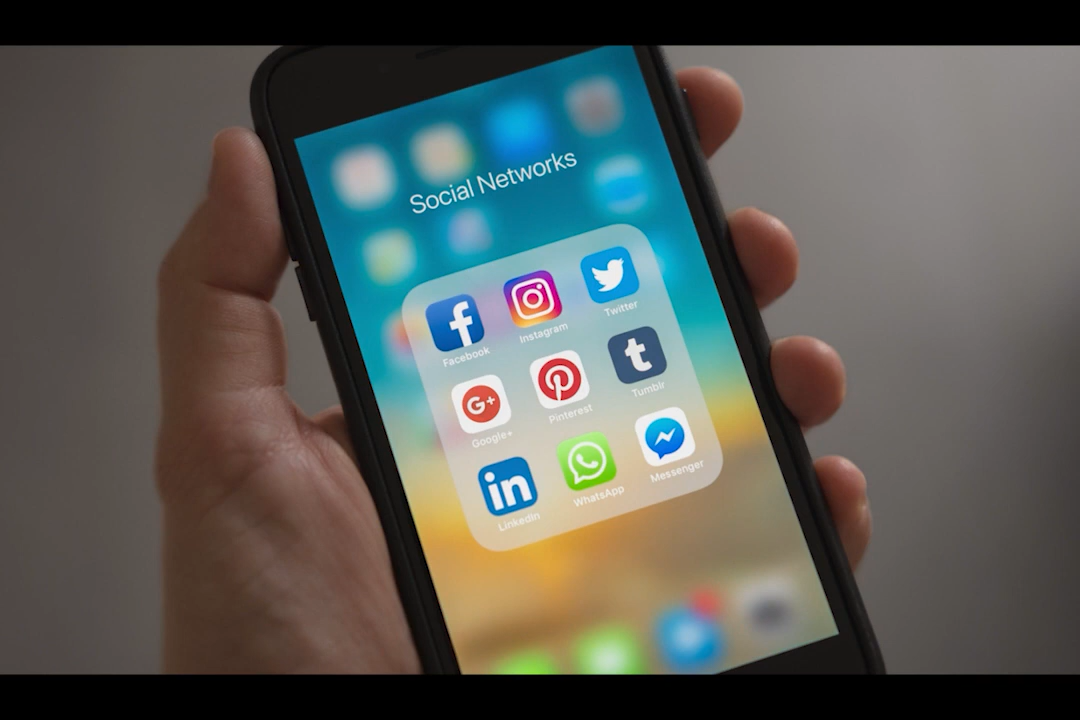 Social Networks
Facebook
Instagram
Twitter
Google+
Pinterest
Tumblr
LinkedIn
WhatsApp
Messenger